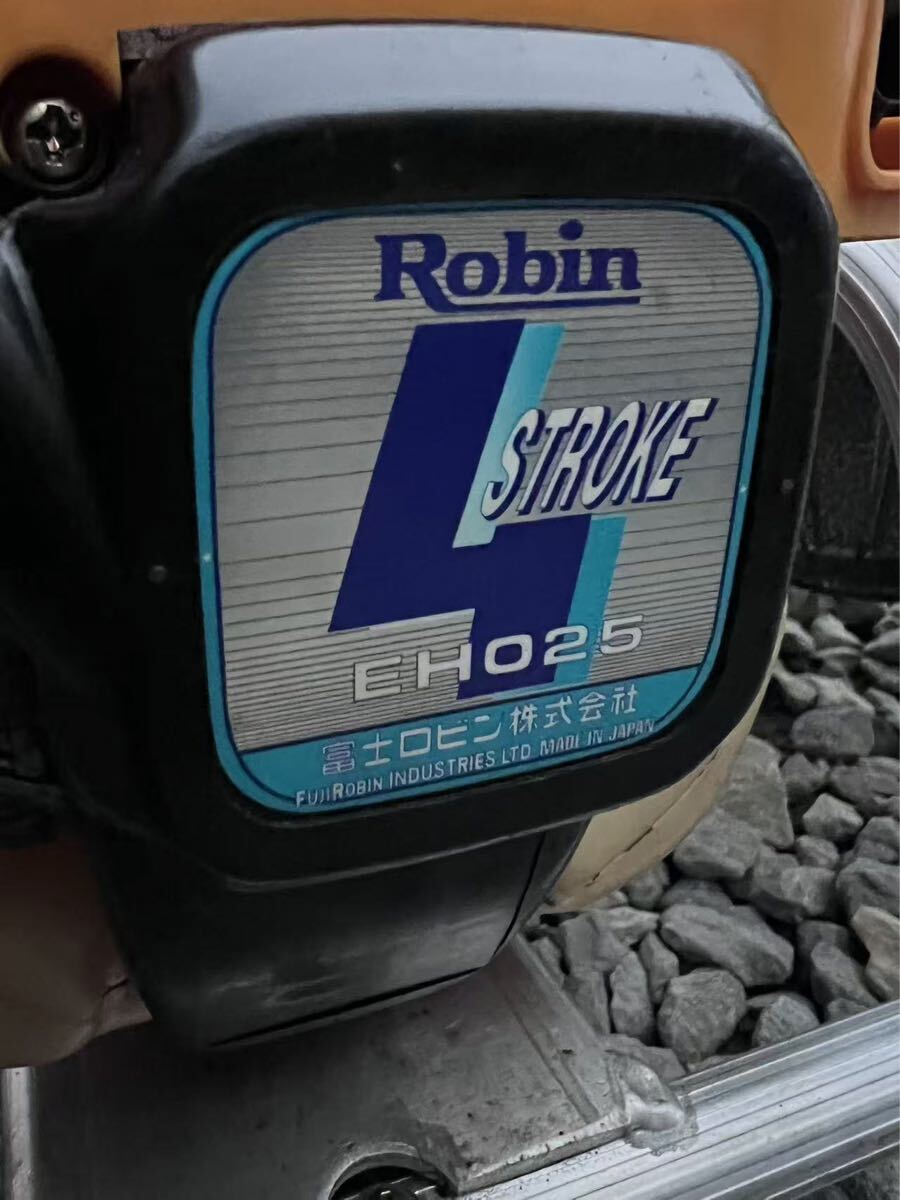 Robin
4 STROKE
EH025
富士ロビン株式会社
FUJIROBIN INDUSTRIES LTD. MADE IN JAPAN